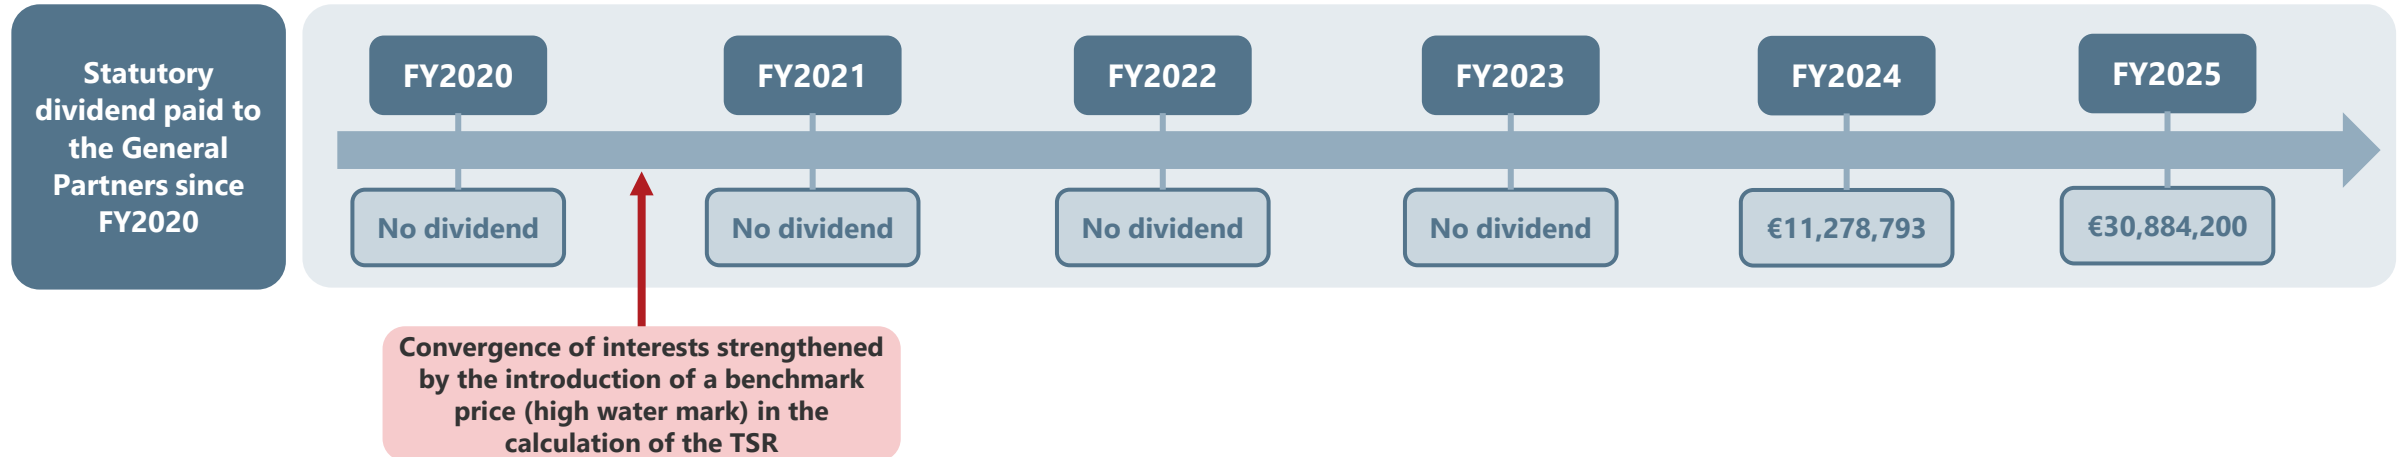 Statutory
dividend paid to
the General
Partners since
FY2020
FY2020
FY2021
FY2022
FY2023
FY2024
FY2025
No dividend
No dividend
No dividend
No dividend
€11,278,793
€30,884,200
Convergence of interests strengthened
by the introduction of a benchmark
price (high water mark) in the
calculation of the TSR